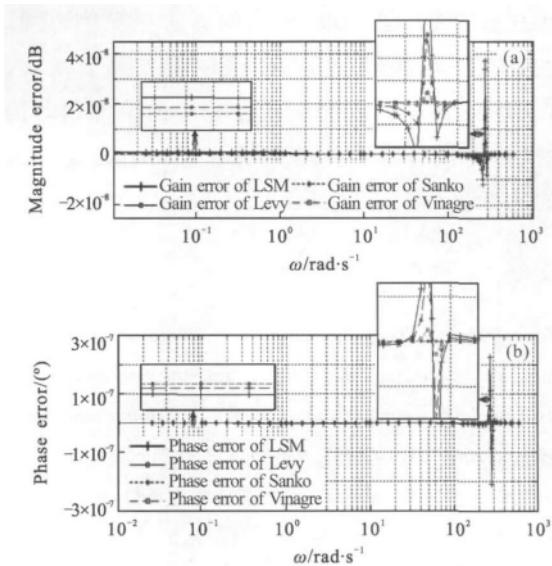 (a)
Magnitude error/dB
4×10⁻⁸
2×10⁻⁸
0
−2×10⁻⁸
Gain error of LSM
Gain error of Sanko
Gain error of Levy
Gain error of Vinagre
10⁻¹
10⁰
10¹
10²
10³
ω/rad·s⁻¹
(b)
Phase error/(°)
3×10⁻⁷
1×10⁻⁷
−1×10⁻⁷
−3×10⁻⁷
Phase error of LSM
Phase error of Levy
Phase error of Sanko
Phase error of Vinagre
10⁻²
10⁻¹
10⁰
10¹
10²
10³
ω/rad·s⁻¹